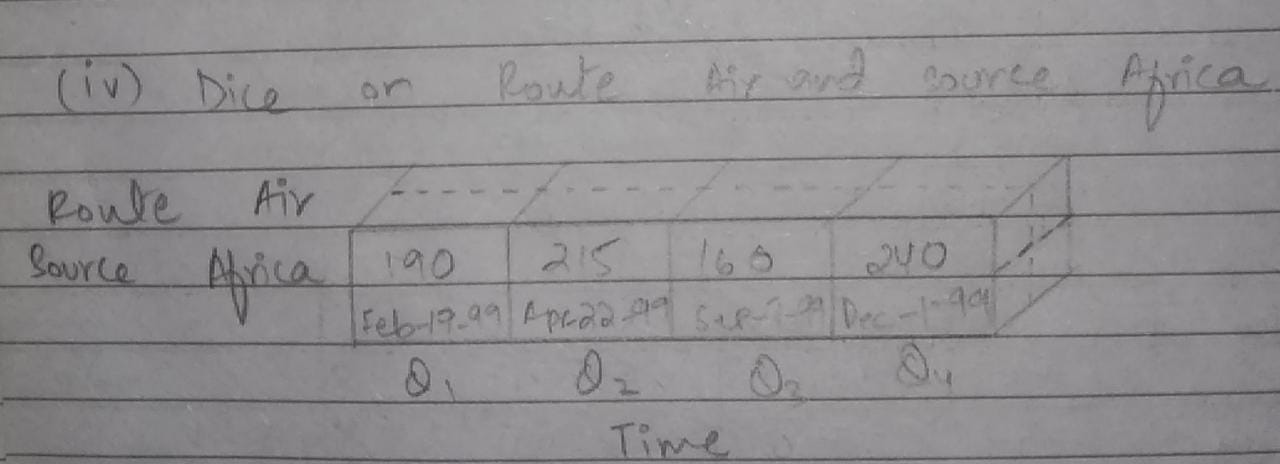 (iv) Dice on Route Air and source Africa
Route Air
Source Africa 190 215 160 240
Feb-19-99 Apr-22-99 Dec-1-99
Q1 Q2 Q3 Q4
Time